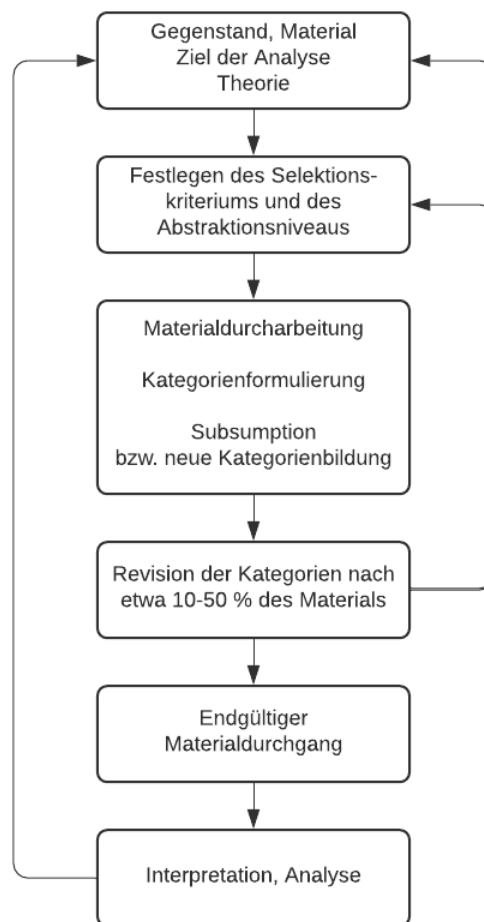 Gegenstand, Material
Ziel der Analyse
Theorie
Festlegen des Selektions-
kriteriums und des
Abstraktionsniveaus
Materialdurcharbeitung
Kategorienformulierung
Subsumption
bzw. neue Kategorienbildung
Revision der Kategorien nach
etwa 10-50 % des Materials
Endgültiger
Materialdurchgang
Interpretation, Analyse